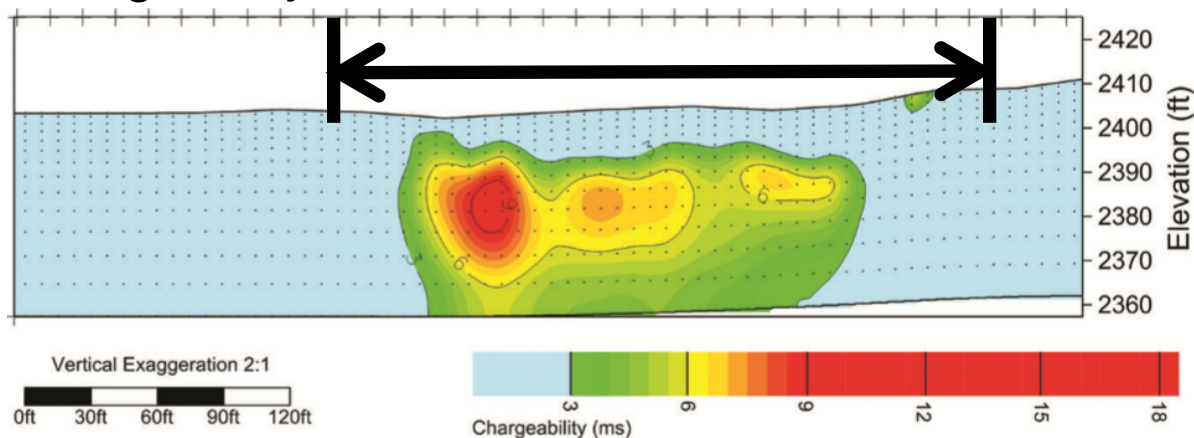 2420
2410
2400
2390
2380
2370
2360
Elevation (ft)
3
9
6
3
6
Vertical Exaggeration 2:1
0ft 30ft 60ft 90ft 120ft
3 6 9 12 15 18
Chargeability (ms)